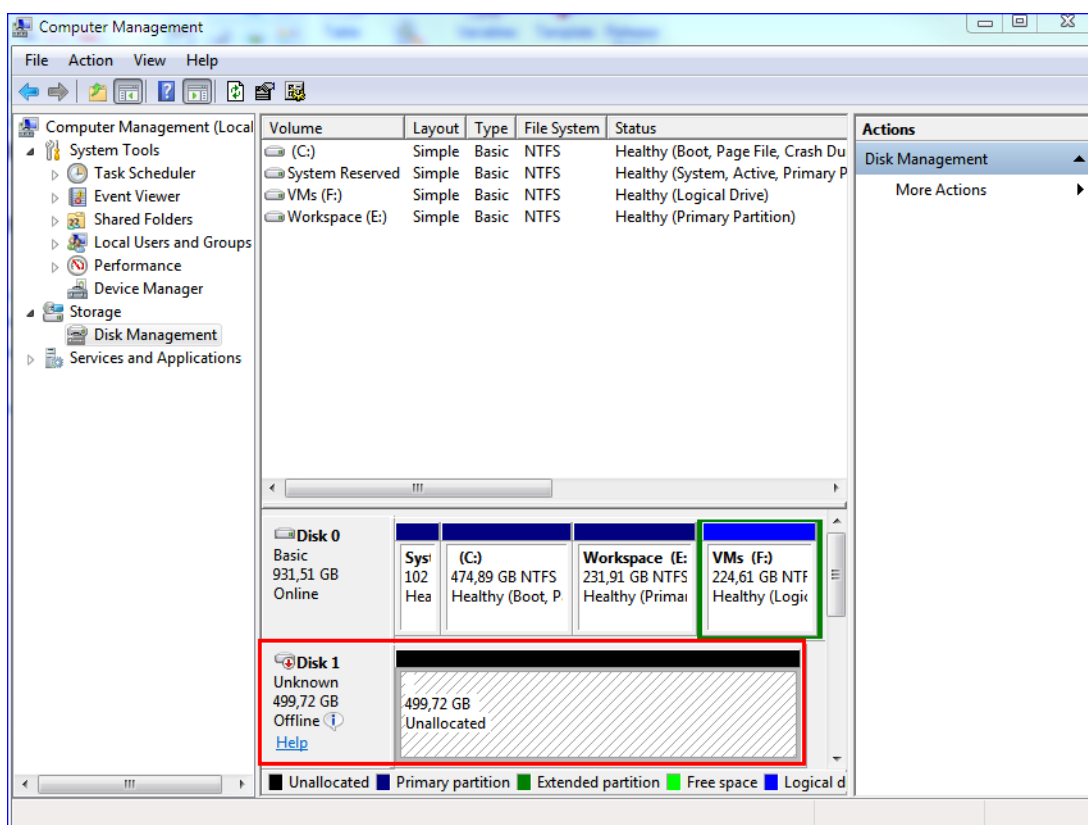 Computer Management
File Action View Help
Computer Management (Local
System Tools
Task Scheduler
Event Viewer
Shared Folders
Local Users and Groups
Performance
Device Manager
Storage
Disk Management
Services and Applications
Volume Layout Type File System Status
(C:) Simple Basic NTFS Healthy (Boot, Page File, Crash Du
System Reserved Simple Basic NTFS Healthy (System, Active, Primary P
VMs (F:) Simple Basic NTFS Healthy (Logical Drive)
Workspace (E:) Simple Basic NTFS Healthy (Primary Partition)
Disk 0
Basic
931,51 GB
Online
Syst
102
Hea
(C:)
474,89 GB NTFS
Healthy (Boot, P
Workspace (E:
231,91 GB NTFS
Healthy (Primar
VMs (F:)
224,61 GB NTF
Healthy (Logic
Disk 1
Unknown
499,72 GB
Offline
Help
499,72 GB
Unallocated
Unallocated Primary partition Extended partition Free space Logical d
Actions
Disk Management
More Actions